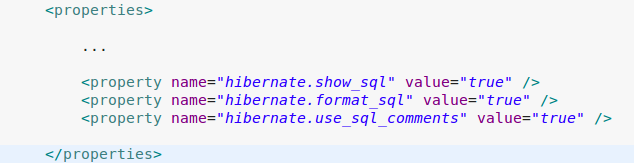 <properties>
...
<property name="hibernate.show_sql" value="true" />
<property name="hibernate.format_sql" value="true" />
<property name="hibernate.use_sql_comments" value="true" />
</properties>